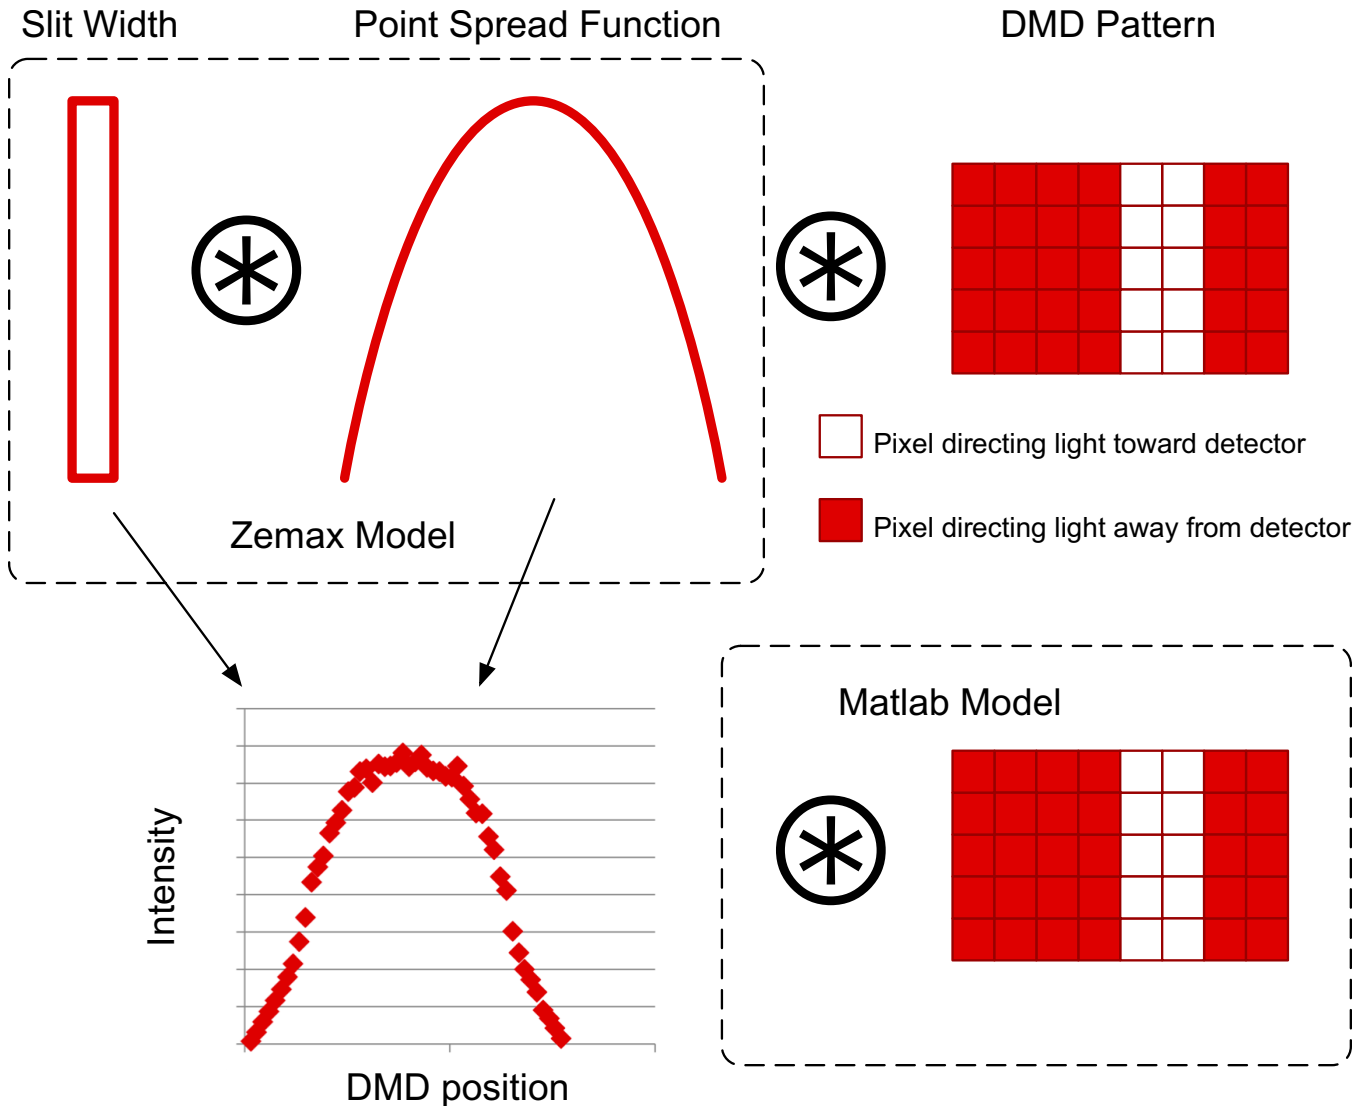 Slit Width
Point Spread Function
DMD Pattern
Pixel directing light toward detector
Pixel directing light away from detector
Zemax Model
Matlab Model
Intensity
DMD position